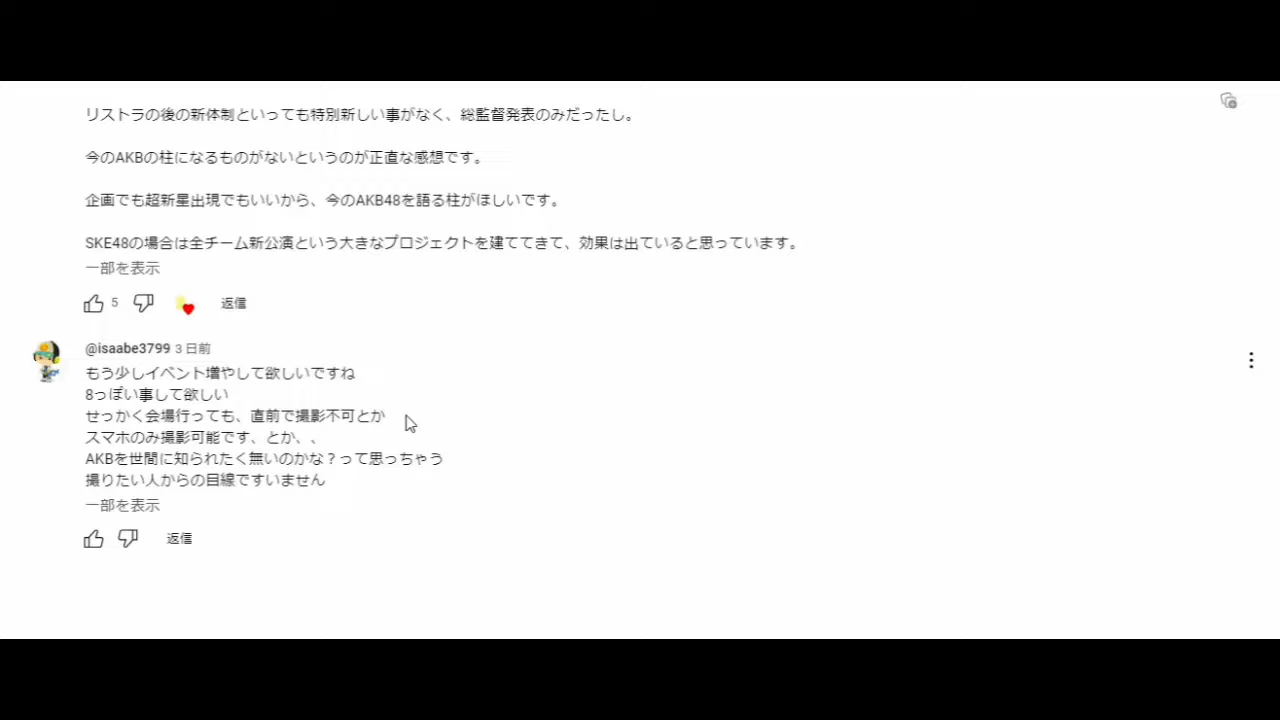 リストラの後の新体制といっても特別新しい事がなく、総監督発表のみだったし。
今のAKBの柱になるものがないというのが正直な感想です。
企画でも超新星出現でもいいから、今のAKB48を語る柱がほしいです。
SKE48の場合は全チーム新公演という大きなプロジェクトを建ててきて、効果は出ていると思っています。
一部を表示
5 返信
@isaabe3799 3 日前
もう少しイベント増やして欲しいですね
8っぽい事して欲しい
せっかく会場行っても、直前で撮影不可とか
スマホのみ撮影可能です、とか、、
AKBを世間に知られたく無いのかな？って思っちゃう
撮りたい人からの目線ですいません
一部を表示
返信